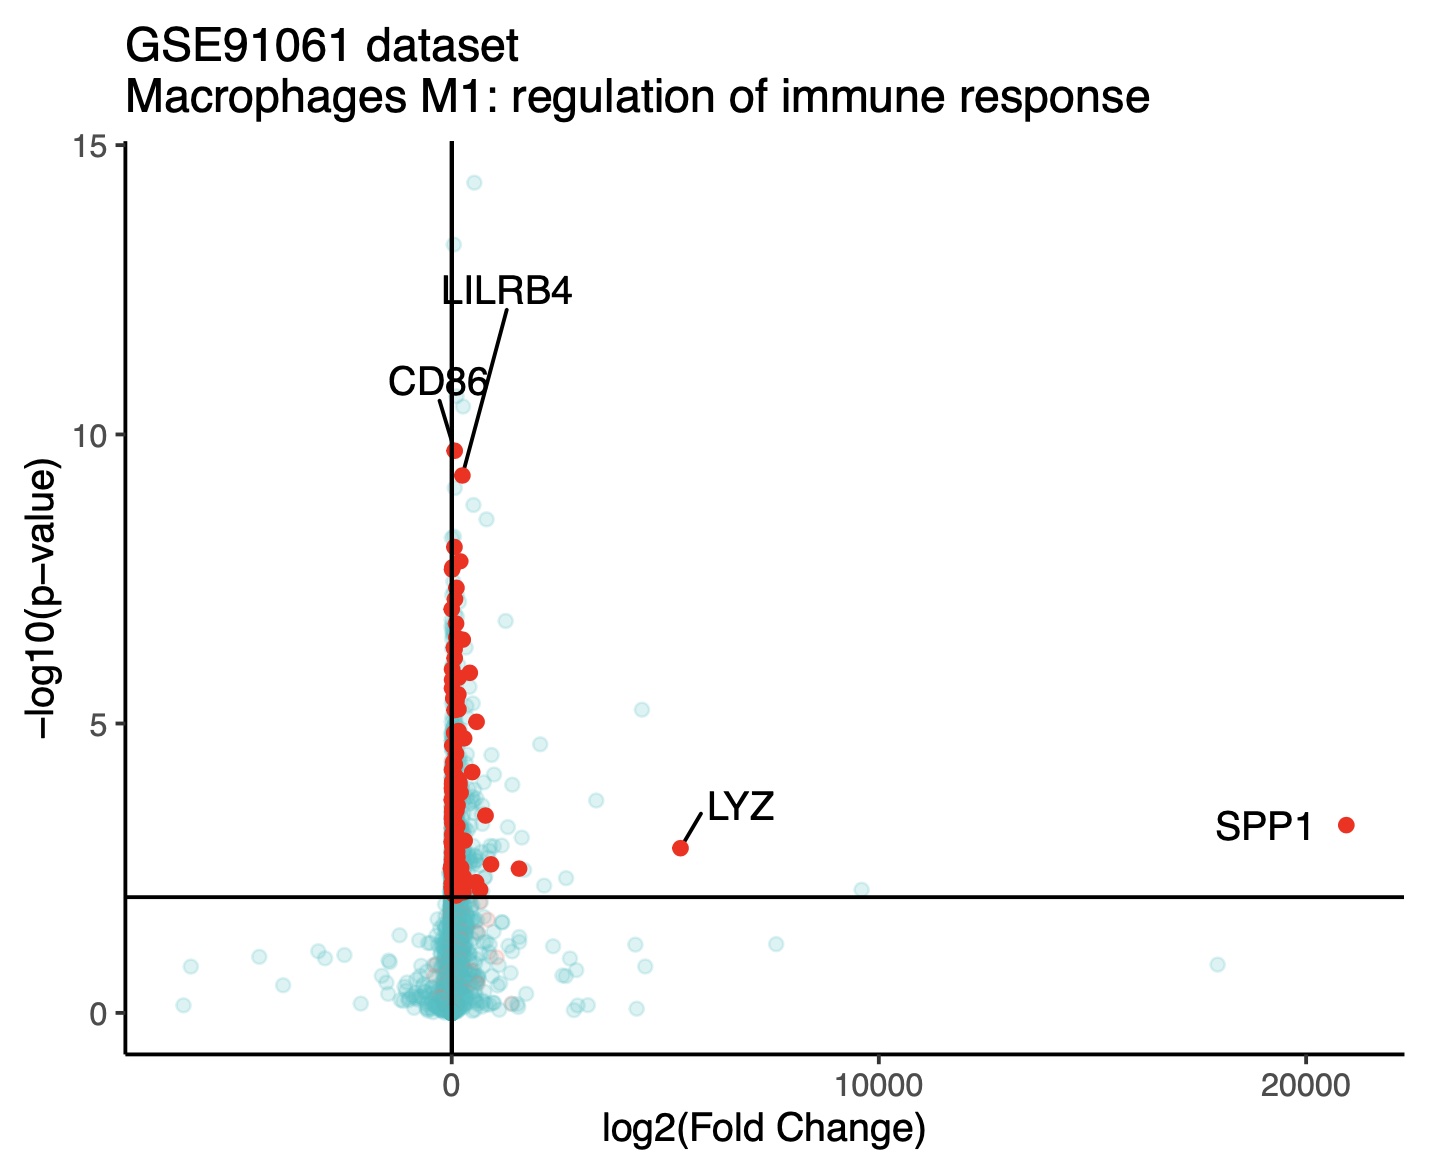 GSE91061 dataset
Macrophages M1: regulation of immune response
15
LILRB4
CD86
10
−log10(p−value)
5
LYZ
SPP1
0
0
10000
20000
log2(Fold Change)